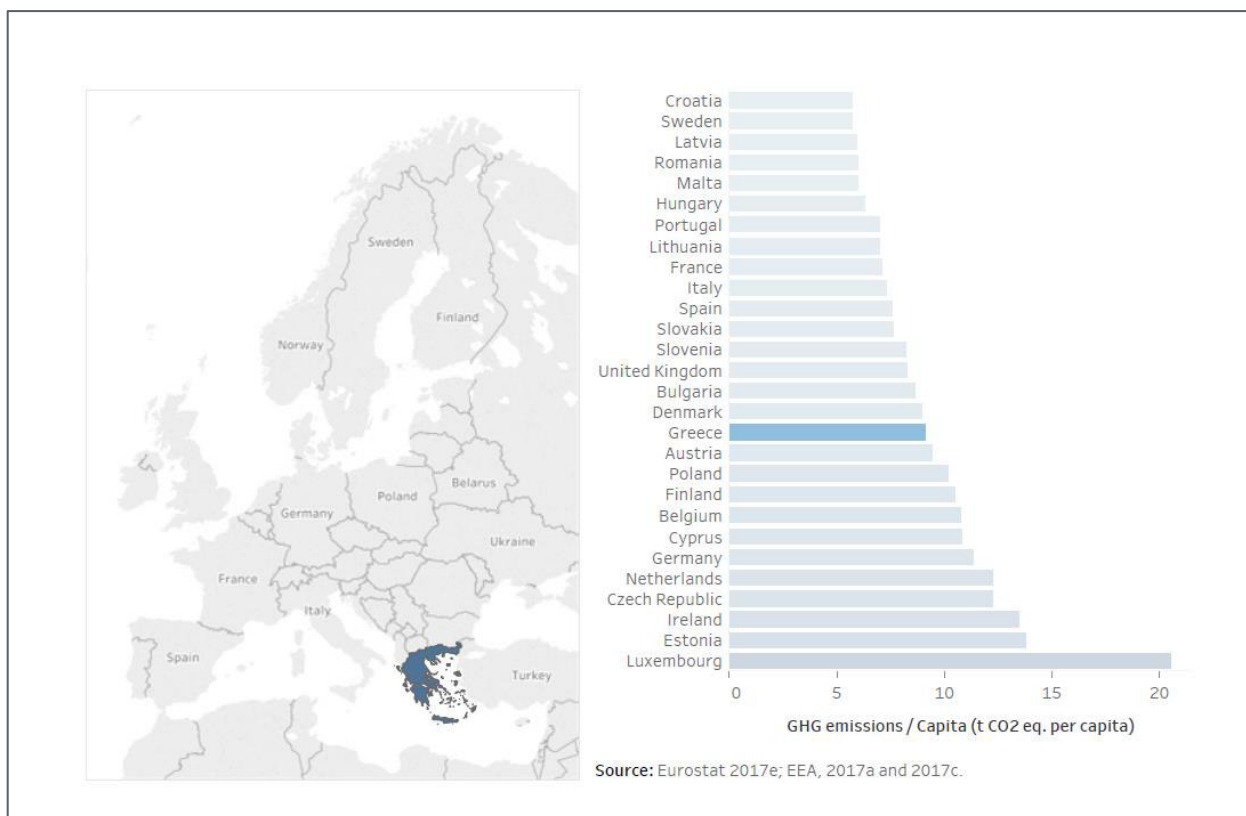 Sweden
Finland
Norway
Belarus
Poland
Germany
Ukraine
France
Italy
Spain
Turkey
Croatia
Sweden
Latvia
Romania
Malta
Hungary
Portugal
Lithuania
France
Italy
Spain
Slovakia
Slovenia
United Kingdom
Bulgaria
Denmark
Greece
Austria
Poland
Finland
Belgium
Cyprus
Germany
Netherlands
Czech Republic
Ireland
Estonia
Luxembourg
0 5 10 15 20
GHG emissions / Capita (t CO2 eq. per capita)
Source: Eurostat 2017e; EEA, 2017a and 2017c.